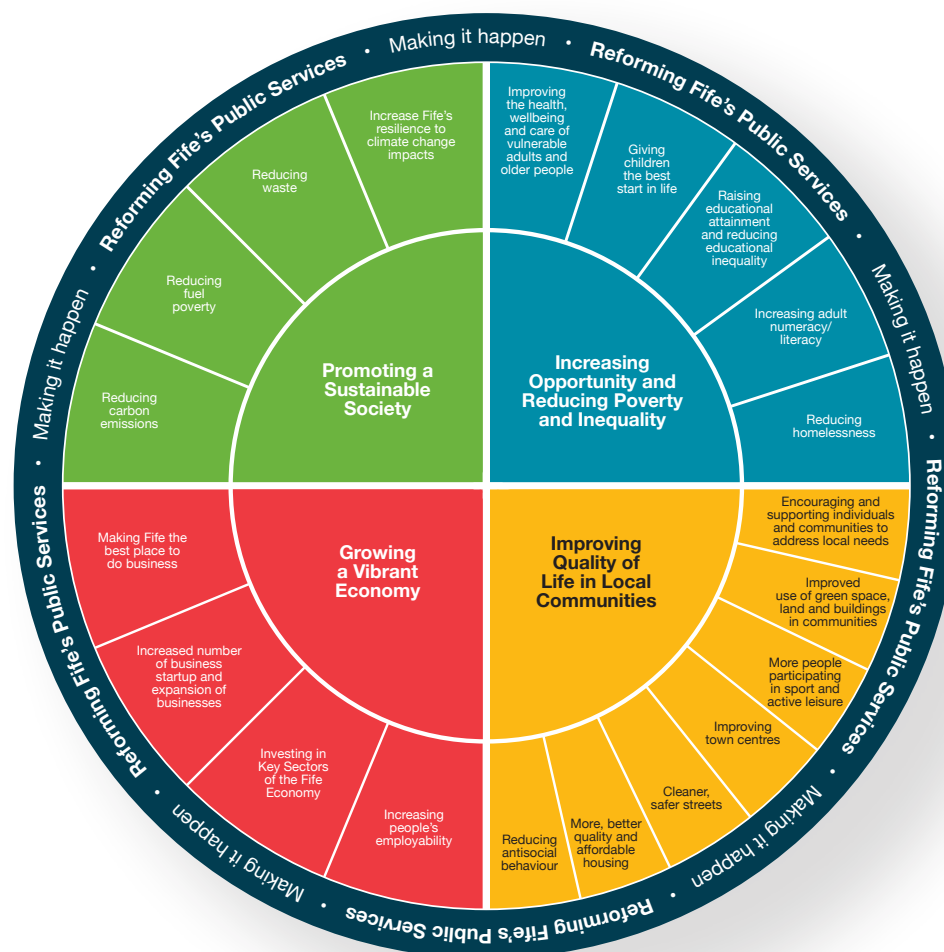 Making it happen
•
Reforming Fife's Public Services
•
Making it happen
•
Reforming Fife's Public Services
•
Making it happen
•
Reforming Fife's Public Services
•
Making it happen
•
Reforming Fife's Public Services
•
Making it happen
•
Reforming Fife's Public Services
•
Promoting a
Sustainable
Society
Reducing
carbon
emissions
Reducing
fuel
poverty
Reducing
waste
Increase Fife's
resilience to
climate change
impacts
Increasing
Opportunity and
Reducing Poverty
and Inequality
Improving
the health,
wellbeing
and care of
vulnerable
adults and
older people
Giving
children
the best
start in life
Raising
educational
attainment
and reducing
educational
inequality
Increasing adult
numeracy/
literacy
Reducing
homelessness
Improving
Quality of
Life in Local
Communities
Encouraging and
supporting individuals
and communities to
address local needs
Improved
use of green space,
land and buildings
in communities
More people
participating
in sport and
active leisure
Improving
town centres
Cleaner,
safer streets
More, better
quality and
affordable
housing
Reducing
antisocial
behaviour
Growing
a Vibrant
Economy
Increasing
people's
employability
Investing in
Key Sectors
of the Fife
Economy
Increased number
of business
startup and
expansion of
businesses
Making Fife the
best place to
do business